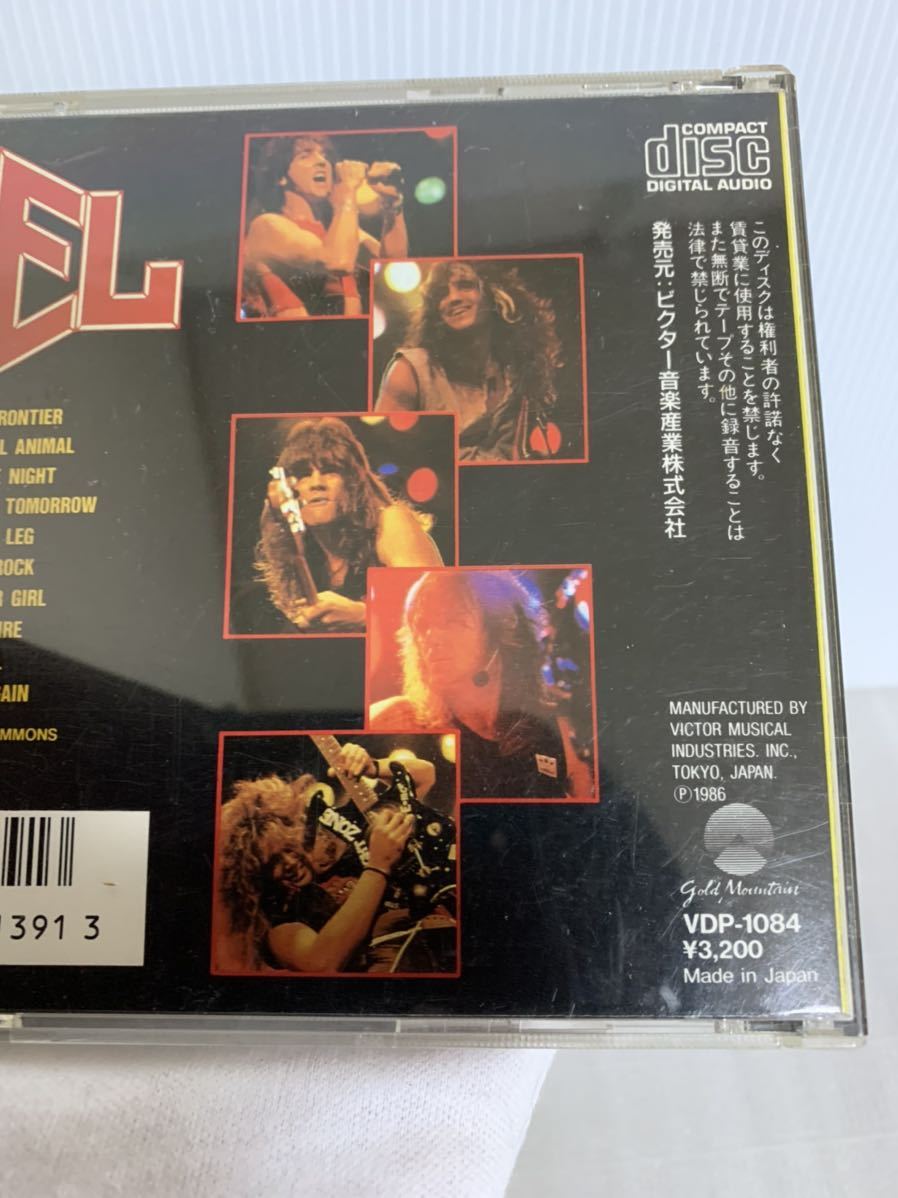 EL
RONTIER
L ANIMAL
NIGHT
TOMORROW
LEG
ROCK
GIRL
IRE
GAIN
MMONS
3913
COMPACT
disc
DIGITAL AUDIO
このディスクは権利者の許諾なく
賃貸業に使用することを禁じます。
また無断でテープその他に録音することは
法律で禁じられています。
発売元:ビクター音楽産業株式会社
MANUFACTURED BY
VICTOR MUSICAL
INDUSTRIES. INC.,
TOKYO, JAPAN.
Ⓟ1986
Gold Mountain
VDP-1084
¥3,200
Made in Japan